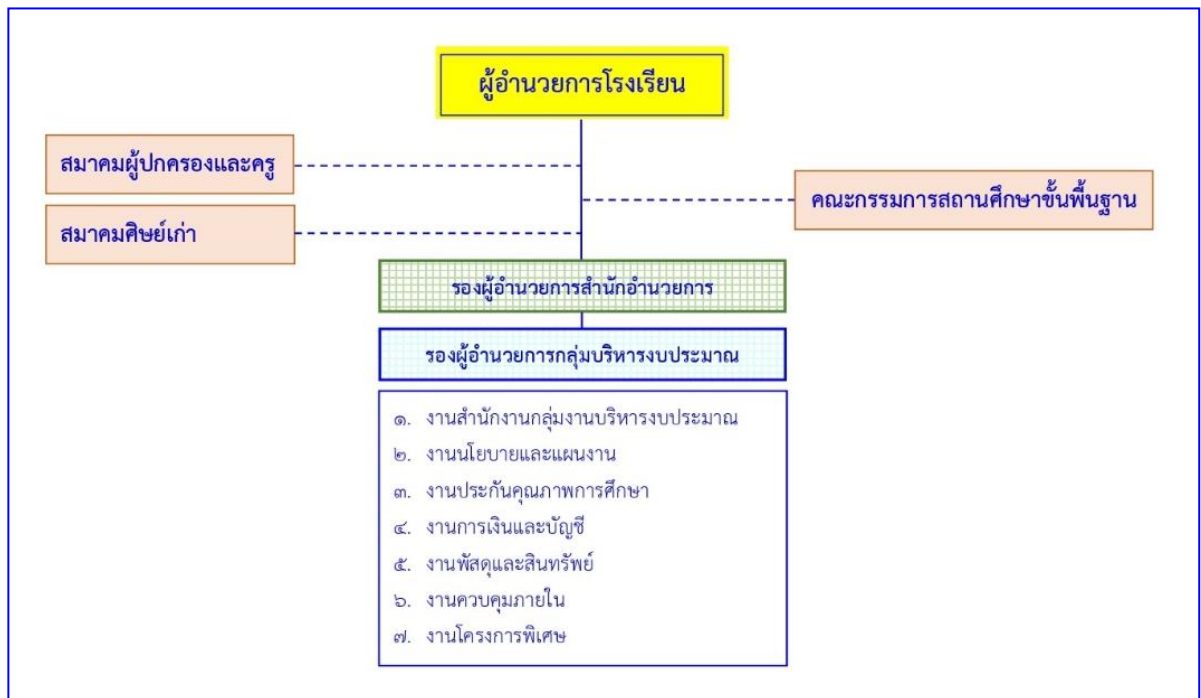 ผู้อำนวยการโรงเรียน
สมาคมผู้ปกครองและครู
คณะกรรมการสถานศึกษาขั้นพื้นฐาน
สมาคมศิษย์เก่า
รองผู้อำนวยการสำนักอำนวยการ
รองผู้อำนวยการกลุ่มบริหารงบประมาณ
๑. งานสำนักงานกลุ่มงานบริหารงบประมาณ
๒. งานนโยบายและแผนงาน
๓. งานประกันคุณภาพการศึกษา
๔. งานการเงินและบัญชี
๕. งานพัสดุและสินทรัพย์
๖. งานควบคุมภายใน
๗. งานโครงการพิเศษ